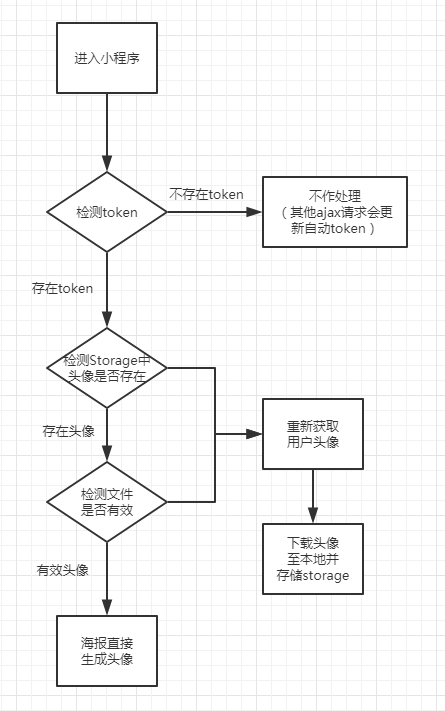 进入小程序
检测token
不存在token
不作处理
（其他ajax请求会更
新自动token）
存在token
检测Storage中
头像是否存在
存在头像
重新获取
用户头像
检测文件
是否有效
下载头像
至本地并
存储storage
有效头像
海报直接
生成头像